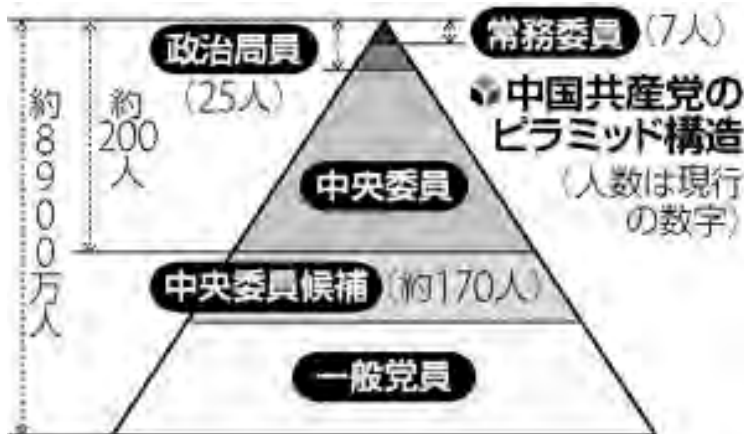 常務委員(7人)
政治局員
(25人)
中国共産党の
ピラミッド構造
(人数は現行
の数字)
約8900万人
約200人
中央委員
中央委員候補(約170人)
一般党員